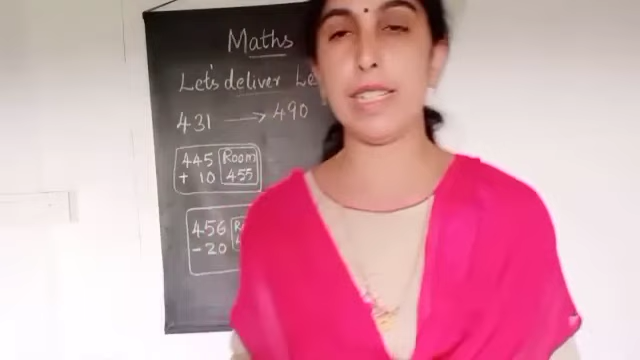 Maths
Let's deliver
431 → 490
445 Room
+ 10 455
456
- 20